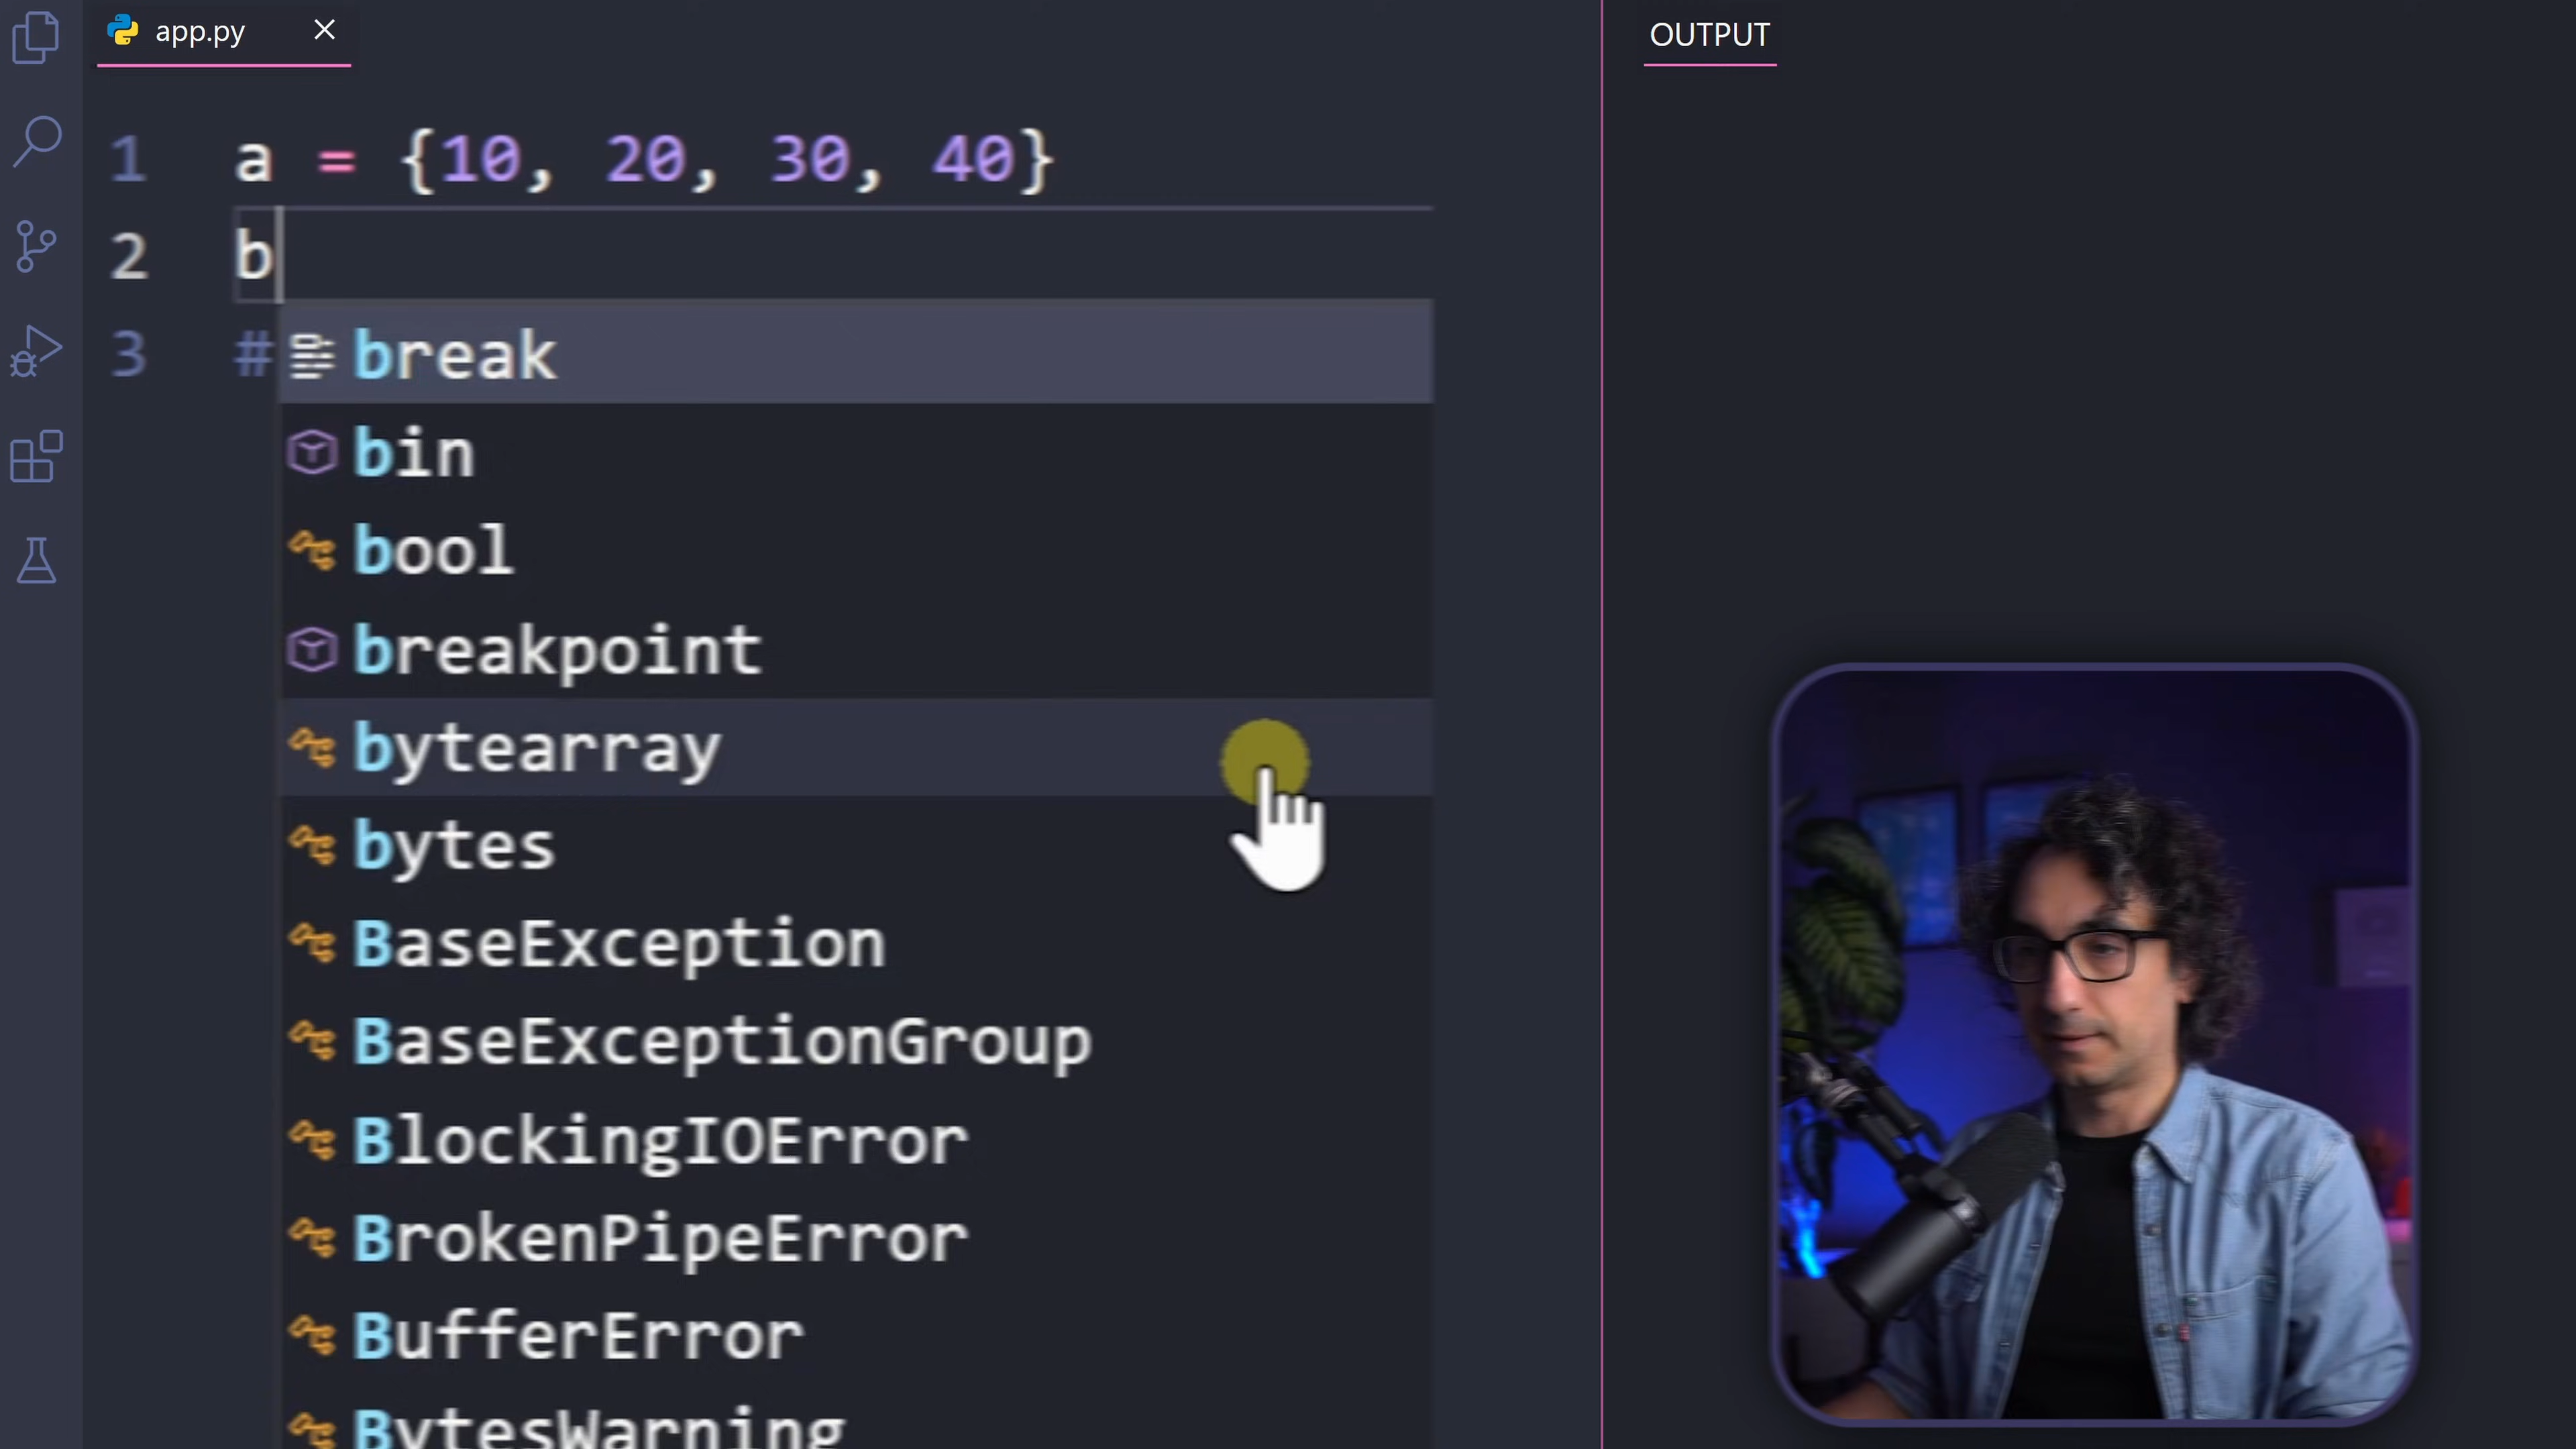 app.py
OUTPUT
1 a = {10, 20, 30, 40}
2 b
3 #
break
bin
bool
breakpoint
bytearray
bytes
BaseException
BaseExceptionGroup
BlockingIOError
BrokenPipeError
BufferError
BytesWarning